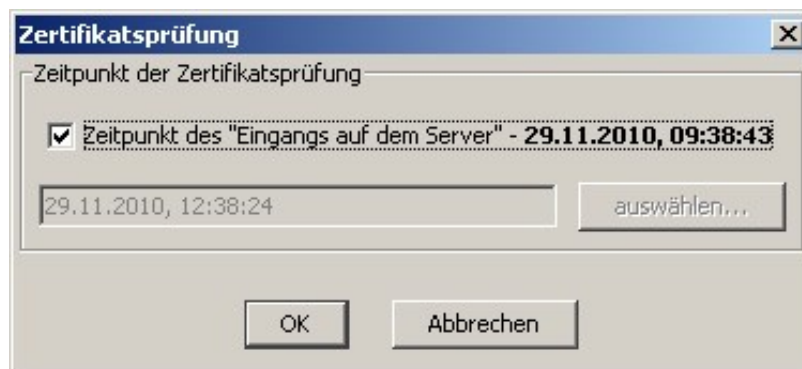 Zertifikatsprüfung
Zeitpunkt der Zertifikatsprüfung
Zeitpunkt des "Eingangs auf dem Server" - 29.11.2010, 09:38:43
29.11.2010, 12:38:24
auswählen...
OK
Abbrechen